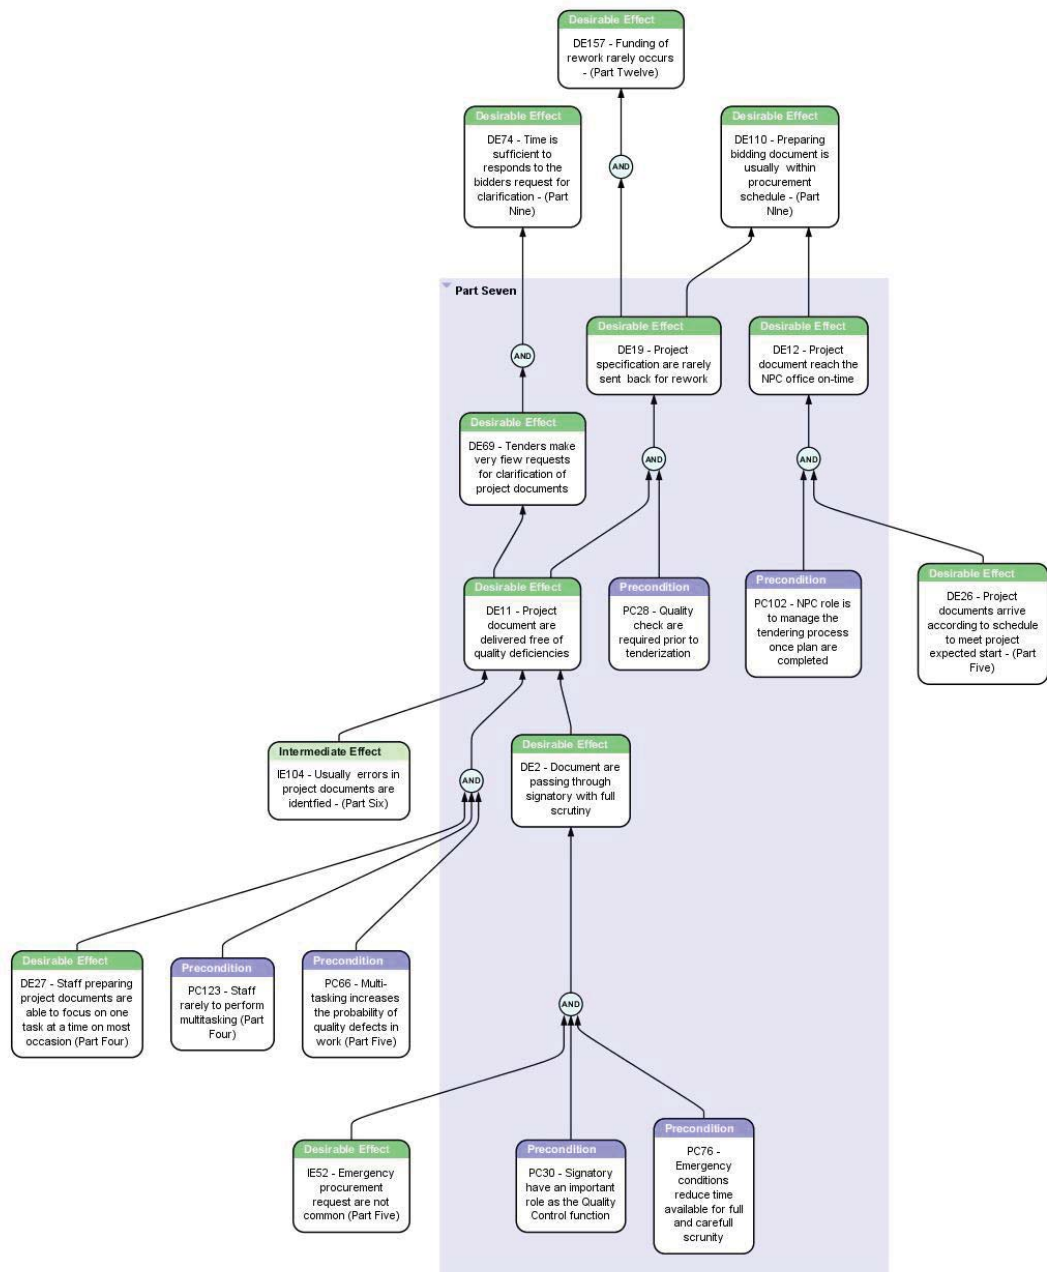 Desirable Effect
DE157 - Funding of
rework rarely occurs
- (Part Twelve)
Desirable Effect
DE74 - Time is
sufficient to
responds to the
bidders request for
clarification - (Part
Nine)
AND
Desirable Effect
DE110 - Preparing
bidding document is
usually within
procurement
schedule - (Part
NIne)
Part Seven
AND
Desirable Effect
DE19 - Project
specification are rarely
sent back for rework
Desirable Effect
DE12 - Project
document reach the
NPC office on-time
Desirable Effect
DE69 - Tenders make
very fiew requests
for clarification of
project documents
AND
AND
Desirable Effect
DE11 - Project
document are
delivered free of
quality deficiencies
Precondition
PC28 - Quality
check are
required prior to
tenderization
Precondition
PC102 - NPC role is
to manage the
tendering process
once plan are
completed
Desirable Effect
DE26 - Project
documents arrive
according to schedule
to meet project
expected start - (Part
Five)
Intermediate Effect
IE104 - Usually errors in
project documents are
identfied - (Part Six)
AND
Desirable Effect
DE2 - Document are
passing through
signatory with full
scrutiny
Desirable Effect
DE27 - Staff preparing
project documents are
able to focus on one
task at a time on most
occasion (Part Four)
Precondition
PC123 - Staff
rarely to perform
multitasking (Part
Four)
Precondition
PC66 - Multi-
tasking increases
the probability of
quality defects in
work (Part Five)
AND
Desirable Effect
IE52 - Emergency
procurement
request are not
common (Part Five)
Precondition
PC30 - Signatory
have an important
role as the Quality
Control function
Precondition
PC76 -
Emergency
conditions
reduce time
available for full
and carefull
scrunity